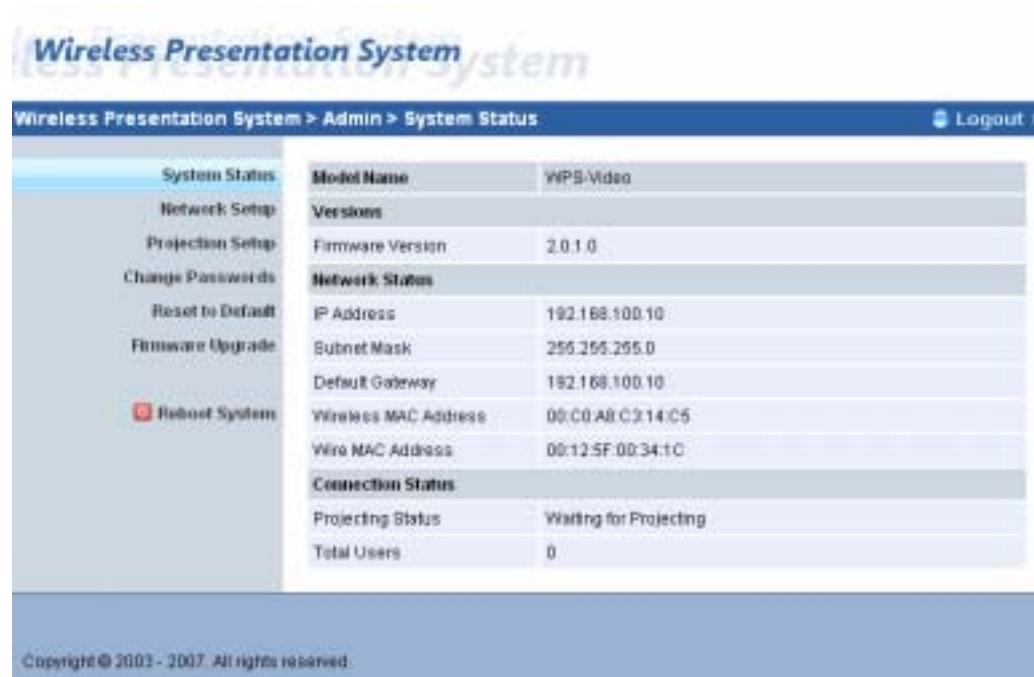 Wireless Presentation System
Wireless Presentation System > Admin > System Status
Logout
System Status
Network Setup
Projection Setup
Change Passwords
Reset to Default
Firmware Upgrade
Reboot System
Model Name WPS-Video
Versions
Firmware Version 2.0.1.0
Network Status
IP Address 192.168.100.10
Subnet Mask 255.255.255.0
Default Gateway 192.168.100.10
Wireless MAC Address 00:C0:A8:C3:14:C5
Wire MAC Address 00:12:5F:00:34:1C
Connection Status
Projecting Status Waiting for Projecting
Total Users 0
Copyright © 2003 - 2007. All rights reserved.